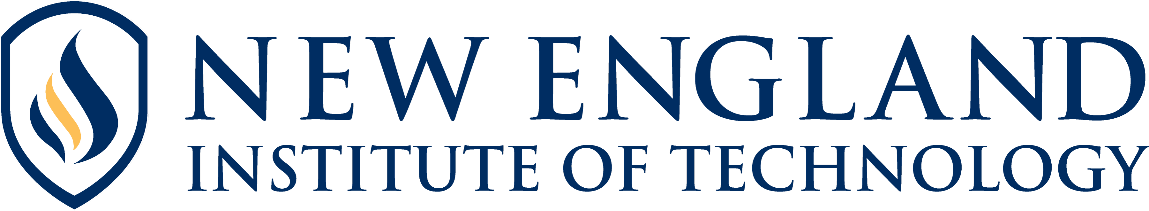 NEW ENGLAND
INSTITUTE OF TECHNOLOGY